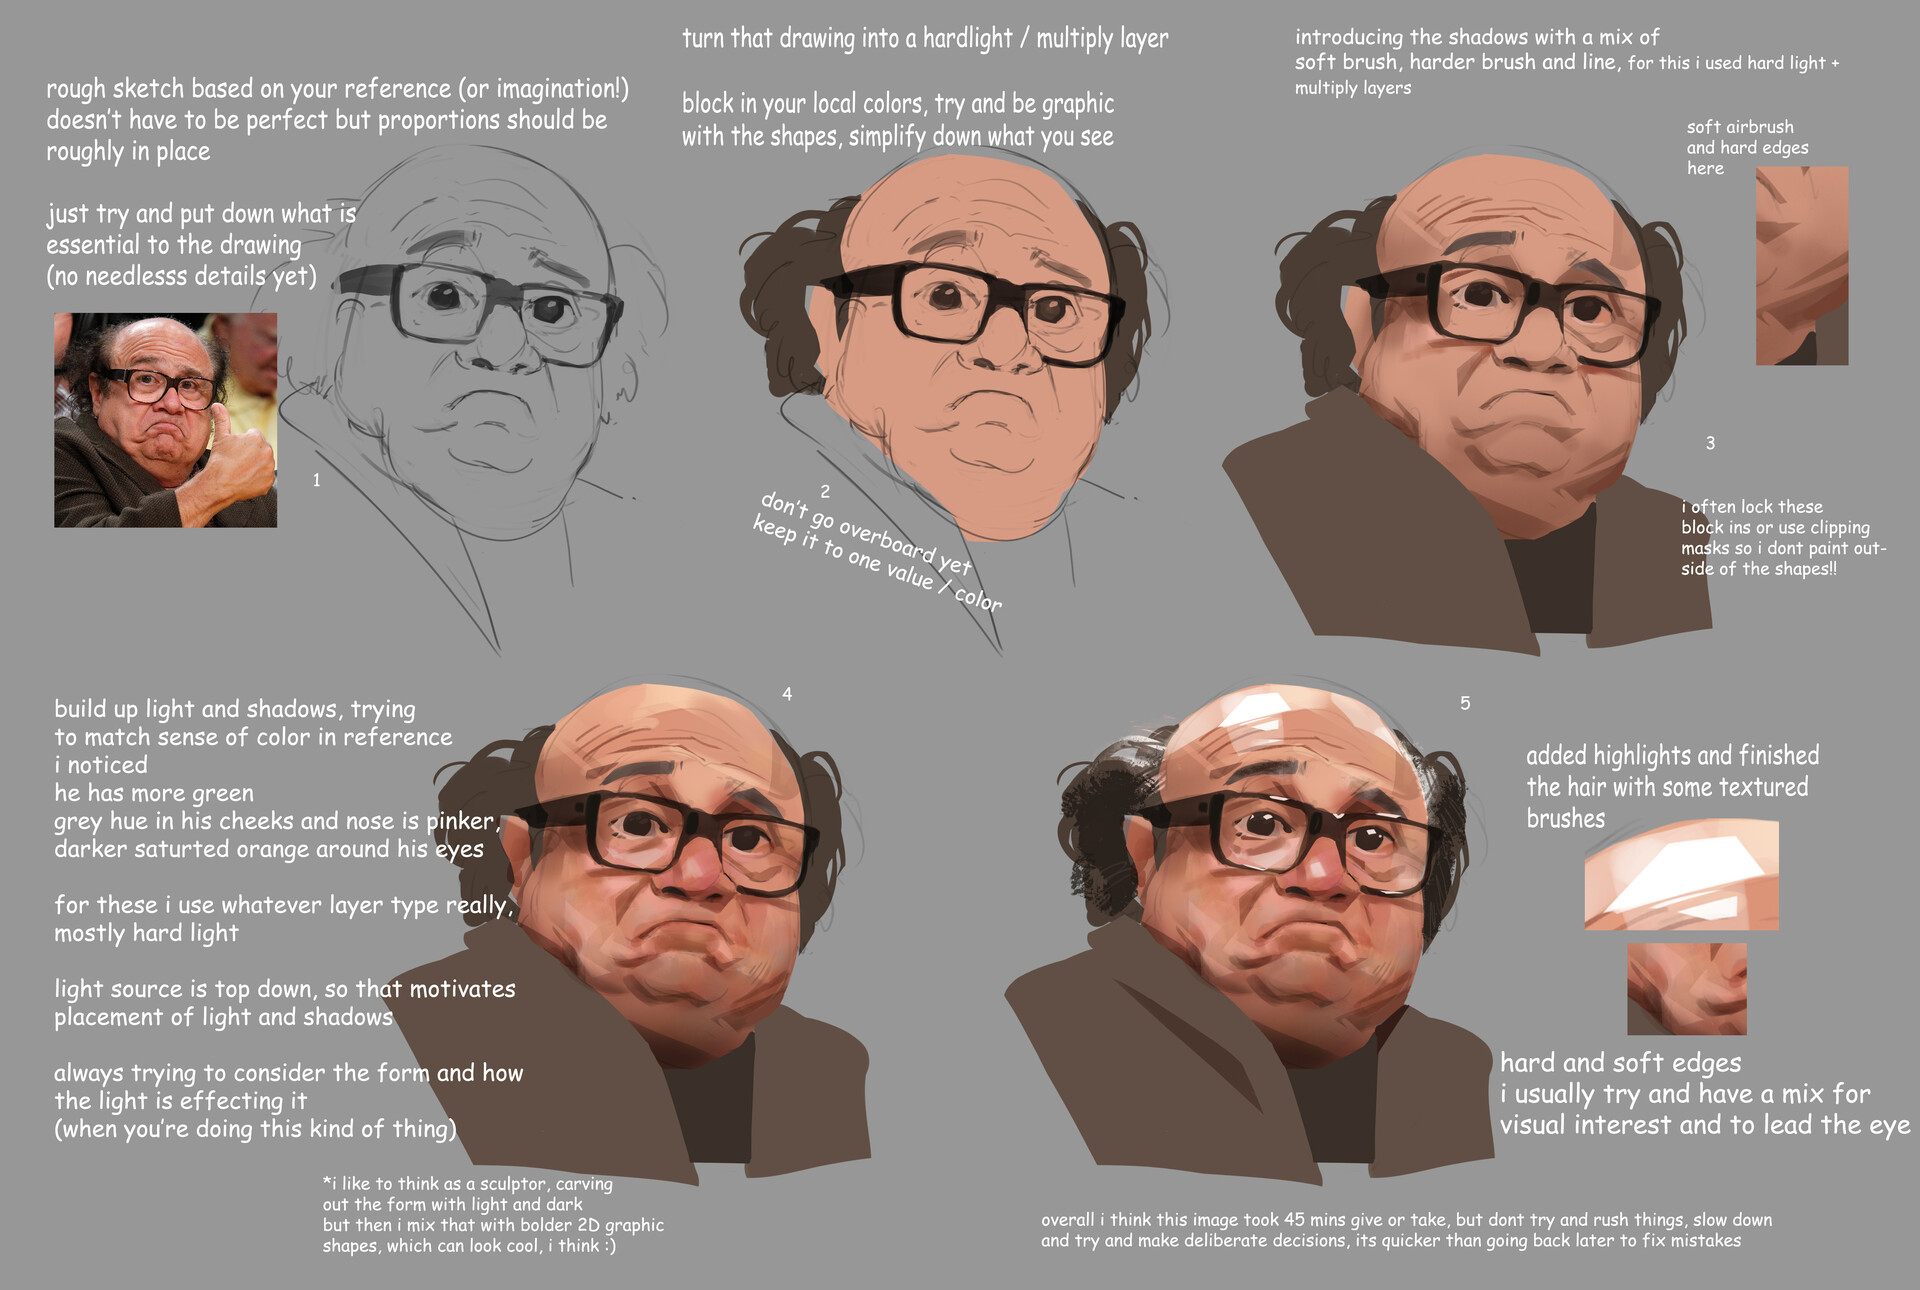 rough sketch based on your reference (or imagination!)
doesn't have to be perfect but proportions should be
roughly in place
just try and put down what is
essential to the drawing
(no needlesss details yet)
1
turn that drawing into a hardlight / multiply layer
block in your local colors, try and be graphic
with the shapes, simplify down what you see
2
don't go overboard yet
keep it to one value / color
introducing the shadows with a mix of
soft brush, harder brush and line, for this i used hard light +
multiply layers
soft airbrush
and hard edges
here
3
i often lock these
block ins or use clipping
masks so i dont paint out-
side of the shapes!!
build up light and shadows, trying
to match sense of color in reference
i noticed
he has more green
grey hue in his cheeks and nose is pinker,
darker saturted orange around his eyes
for these i use whatever layer type really,
mostly hard light
light source is top down, so that motivates
placement of light and shadows
always trying to consider the form and how
the light is effecting it
(when you're doing this kind of thing)
4
*i like to think as a sculptor, carving
out the form with light and dark
but then i mix that with bolder 2D graphic
shapes, which can look cool, i think :)
5
added highlights and finished
the hair with some textured
brushes
hard and soft edges
i usually try and have a mix for
visual interest and to lead the eye
overall i think this image took 45 mins give or take, but dont try and rush things, slow down
and try and make deliberate decisions, its quicker than going back later to fix mistakes